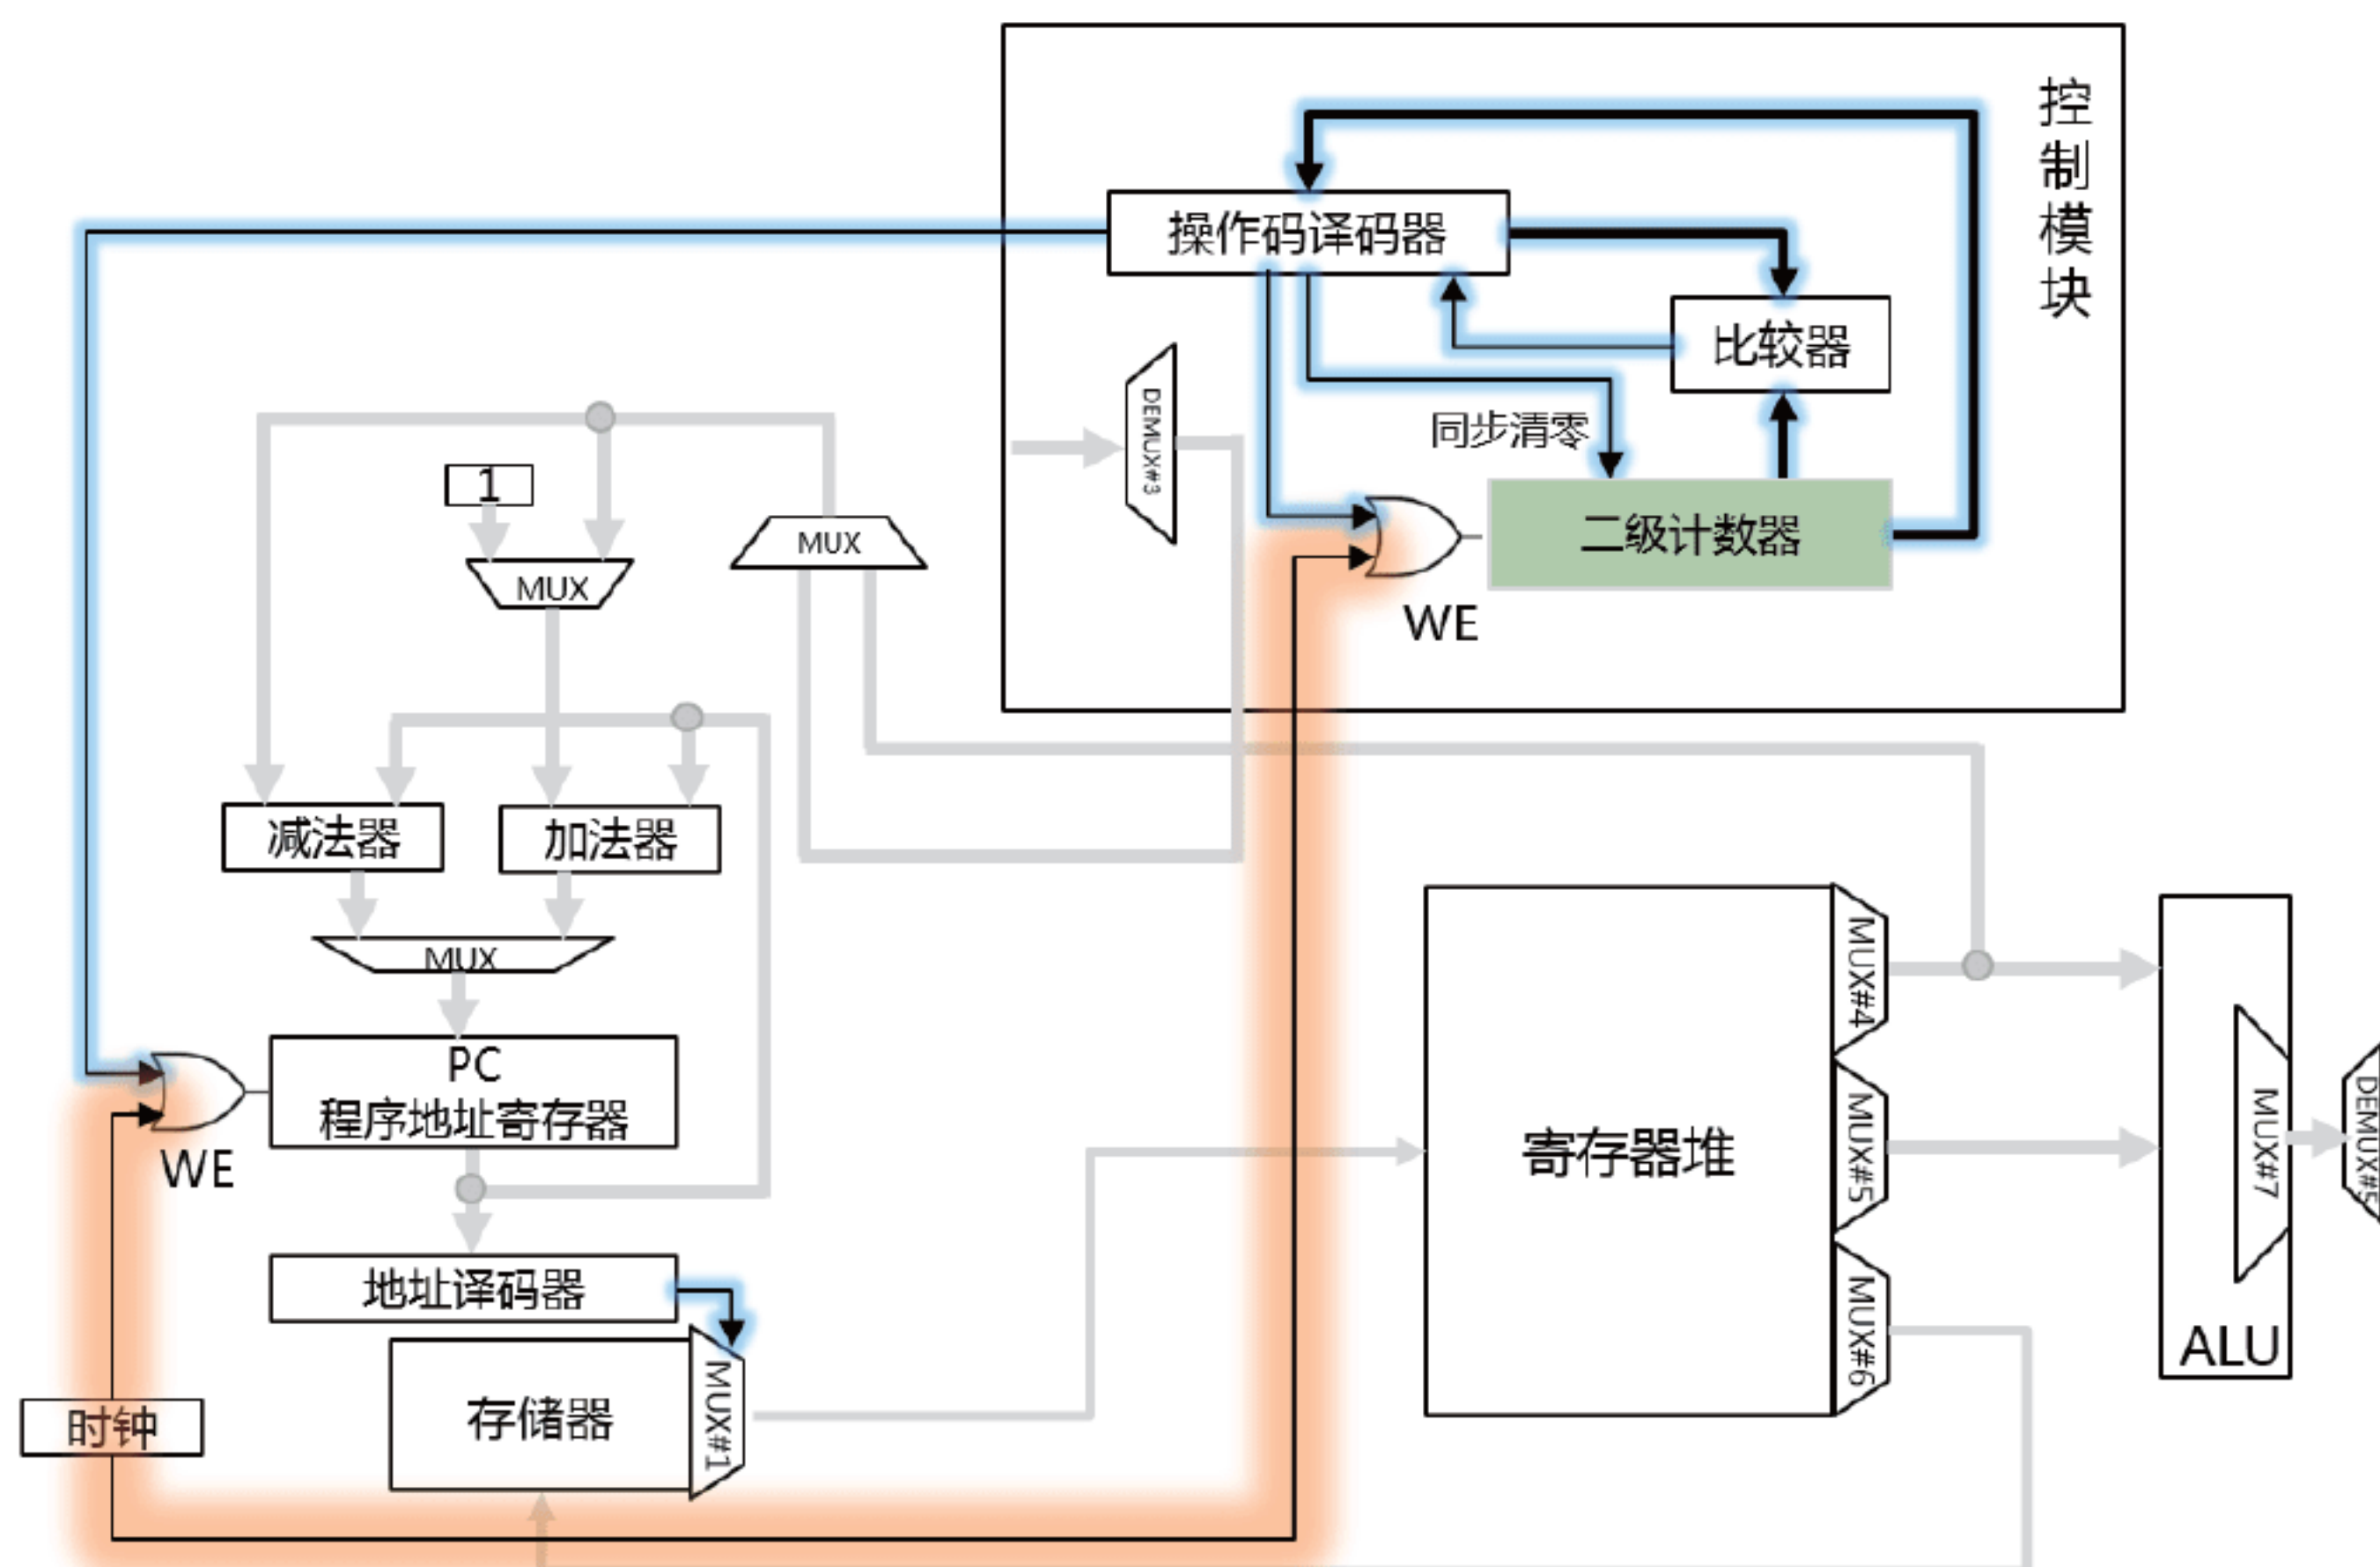 控制模块
操作码译码器
比较器
DEMUX#3
同步清零
1
MUX
二级计数器
MUX
WE
减法器
加法器
MUX
MUX#4
PC
程序地址寄存器
WE
寄存器堆
MUX#5
MUX#7
DEMUX#5
地址译码器
MUX#6
ALU
存储器
MUX#1
时钟